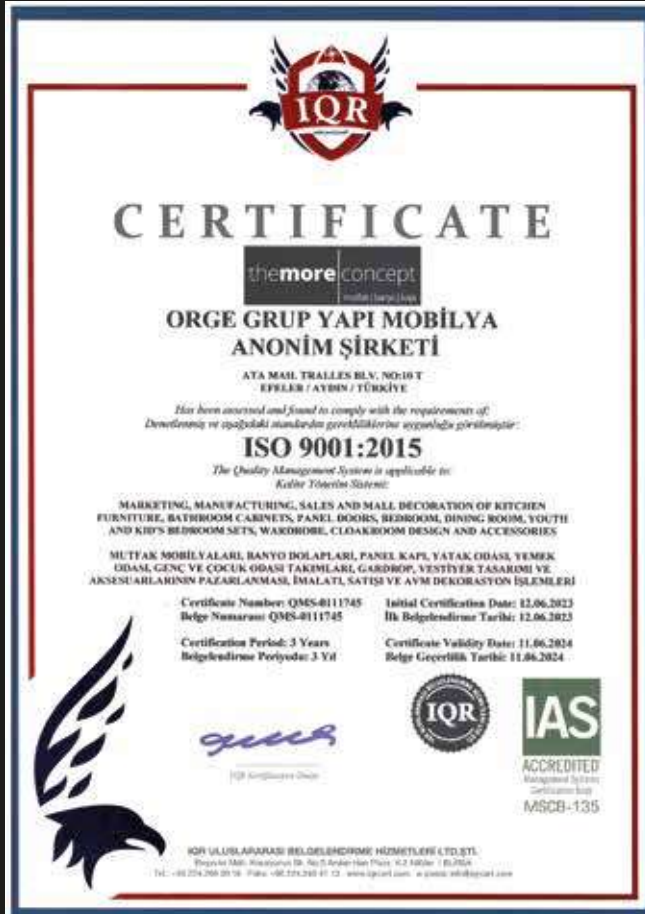 IQR
CERTIFICATE
themore concept
mutfak | banyo | kapı
ORGE GRUP YAPI MOBİLYA
ANONİM ŞİRKETİ
ATA MAH. TRALLES BLV. NO:10 T
EFELER / AYDIN / TÜRKİYE
Has been assessed and found to comply with the requirements of:
Denetlenmiş ve aşağıdaki standardın gerekliliklerine uygunluğu görülmüştür:
ISO 9001:2015
The Quality Management System is applicable to:
Kalite Yönetim Sistemi:
MARKETING, MANUFACTURING, SALES AND MALL DECORATION OF KITCHEN
FURNITURE, BATHROOM CABINETS, PANEL DOORS, BEDROOM, DINING ROOM, YOUTH
AND KID'S BEDROOM SETS, WARDROBE, CLOAKROOM DESIGN AND ACCESSORIES
MUTFAK MOBİLYALARI, BANYO DOLAPLARI, PANEL KAPI, YATAK ODASI, YEMEK
ODASI, GENÇ VE ÇOCUK ODASI TAKIMLARI, GARDROP, VESTİYER TASARIMI VE
AKSESUARLARININ PAZARLANMASI, İMALATI, SATIŞI VE AVM DEKORASYON İŞLEMLERİ
Certificate Number: QMS-0111745
Belge Numarası: QMS-0111745
Certification Period: 3 Years
Belgelendirme Periyodu: 3 Yıl
Initial Certification Date: 12.06.2023
İlk Belgelendirme Tarihi: 12.06.2023
Certificate Validity Date: 11.06.2024
Belge Geçerlilik Tarihi: 11.06.2024
IQR
IAS
ACCREDITED
Management Systems
Certification Body
MSCB-135
IQR ULUSLARARASI BELGELENDİRME HİZMETLERİ LTD.ŞTİ.